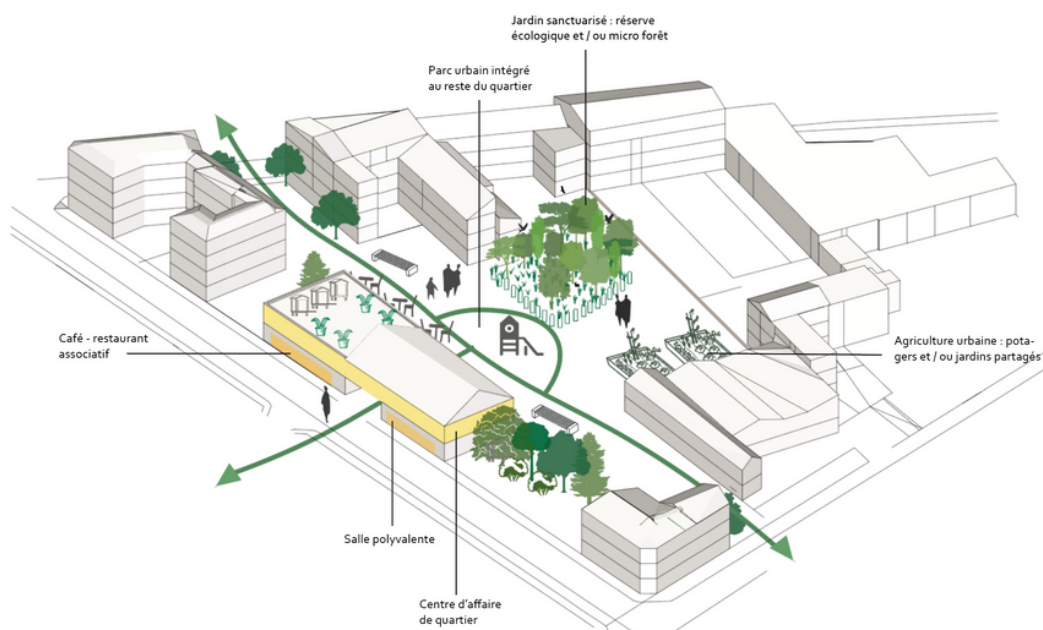 Jardin sanctuarisé : réserve
écologique et / ou micro forêt
Parc urbain intégré
au reste du quartier
Café - restaurant
associatif
Agriculture urbaine : pota-
gers et / ou jardins partagés
Salle polyvalente
Centre d'affaire
de quartier